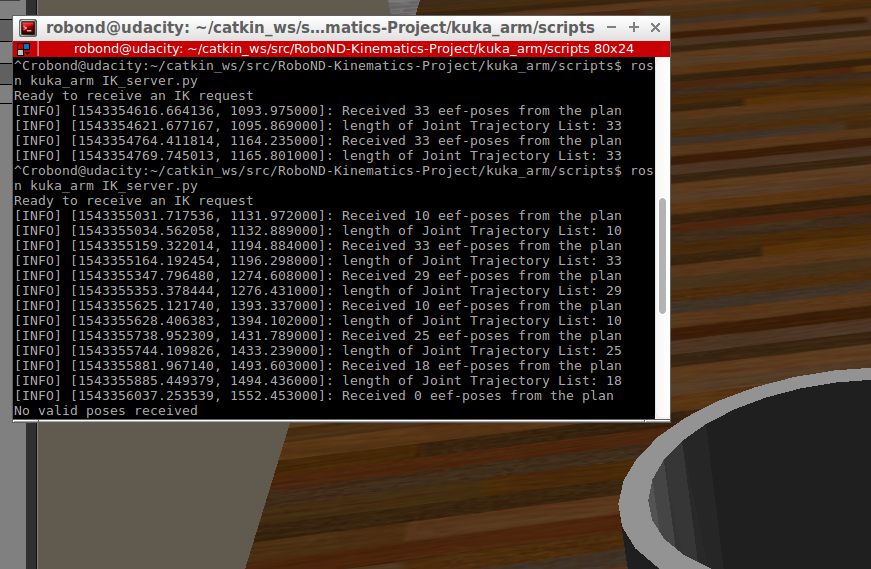 robond@udacity: ~/catkin_ws/s...matics-Project/kuka_arm/scripts
robond@udacity: ~/catkin_ws/src/RoboND-Kinematics-Project/kuka_arm/scripts 80x24
^Crobond@udacity:~/catkin_ws/src/RoboND-Kinematics-Project/kuka_arm/scripts$ ros
n kuka_arm IK_server.py
Ready to receive an IK request
[INFO] [1543354616.664136, 1093.975000]: Received 33 eef-poses from the plan
[INFO] [1543354621.677167, 1095.869000]: length of Joint Trajectory List: 33
[INFO] [1543354764.411814, 1164.235000]: Received 33 eef-poses from the plan
[INFO] [1543354769.745013, 1165.801000]: length of Joint Trajectory List: 33
^Crobond@udacity:~/catkin_ws/src/RoboND-Kinematics-Project/kuka_arm/scripts$ ros
n kuka_arm IK_server.py
Ready to receive an IK request
[INFO] [1543355031.717536, 1131.972000]: Received 10 eef-poses from the plan
[INFO] [1543355034.562058, 1132.889000]: length of Joint Trajectory List: 10
[INFO] [1543355159.322014, 1194.884000]: Received 33 eef-poses from the plan
[INFO] [1543355164.192454, 1196.298000]: length of Joint Trajectory List: 33
[INFO] [1543355347.796480, 1274.608000]: Received 29 eef-poses from the plan
[INFO] [1543355353.378444, 1276.431000]: length of Joint Trajectory List: 29
[INFO] [1543355625.121740, 1393.337000]: Received 10 eef-poses from the plan
[INFO] [1543355628.406383, 1394.102000]: length of Joint Trajectory List: 10
[INFO] [1543355738.952309, 1431.789000]: Received 25 eef-poses from the plan
[INFO] [1543355744.109826, 1433.239000]: length of Joint Trajectory List: 25
[INFO] [1543355881.967140, 1493.603000]: Received 18 eef-poses from the plan
[INFO] [1543355885.449379, 1494.436000]: length of Joint Trajectory List: 18
[INFO] [1543356037.253539, 1552.453000]: Received 0 eef-poses from the plan
No valid poses received